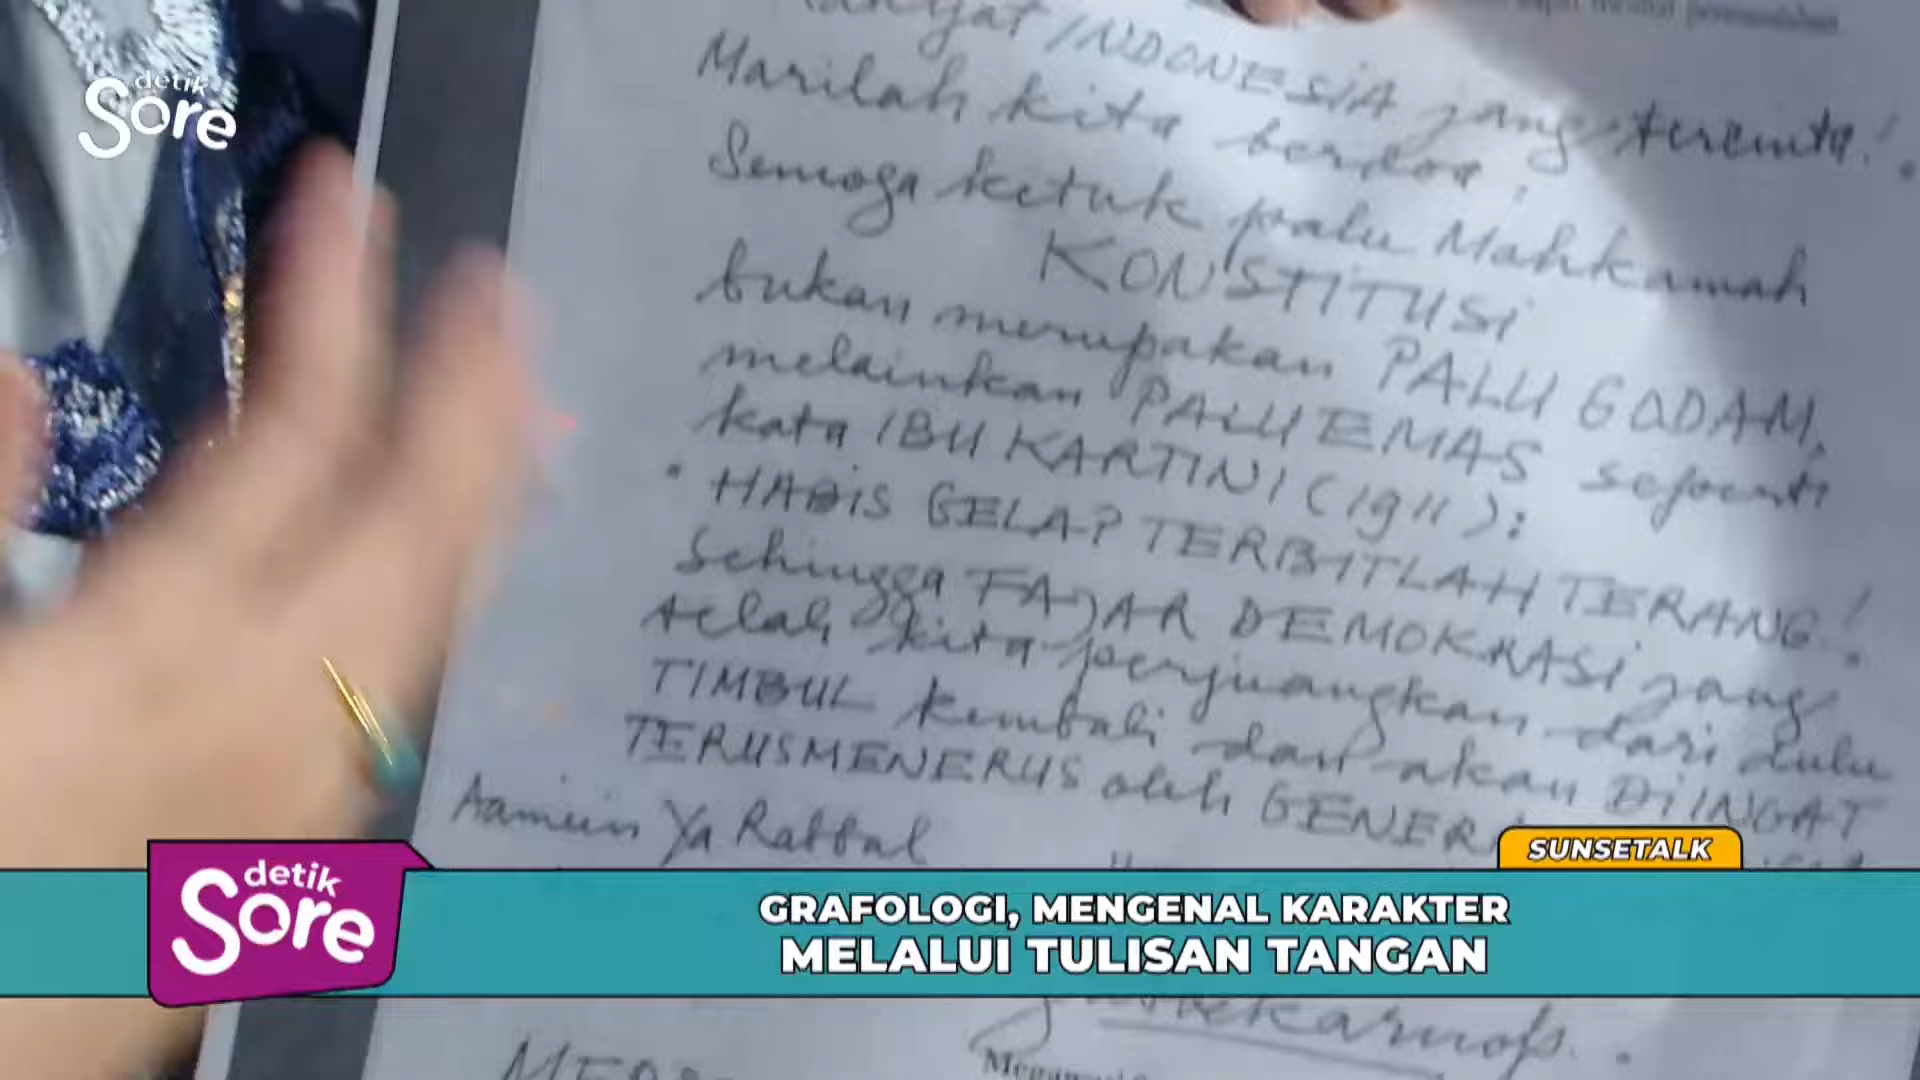 detik
Sore
INDONESIA yang tercinta!
Marilah kita berdoa,
Semoga ketuk palu Mahkamah
KONSTITUSi
bukan merupakan PALU GODAM,
melainkan PALU EMAS seperti
kata IBU KARTINI (1911):
HABIS GELAP TERBITLAH TERANG!
Sehingga FAJAR DEMOKRASi yang
telah kita perjuangkan dari dulu
TIMBUL kembali dan akan DiINGAT
TERUSMENERUS oleh GENER
Aamiin Ya Rabbal
SUNSETALK
detik
Sore
GRAFOLOGI, MENGENAL KARAKTER
MELALUI TULISAN TANGAN